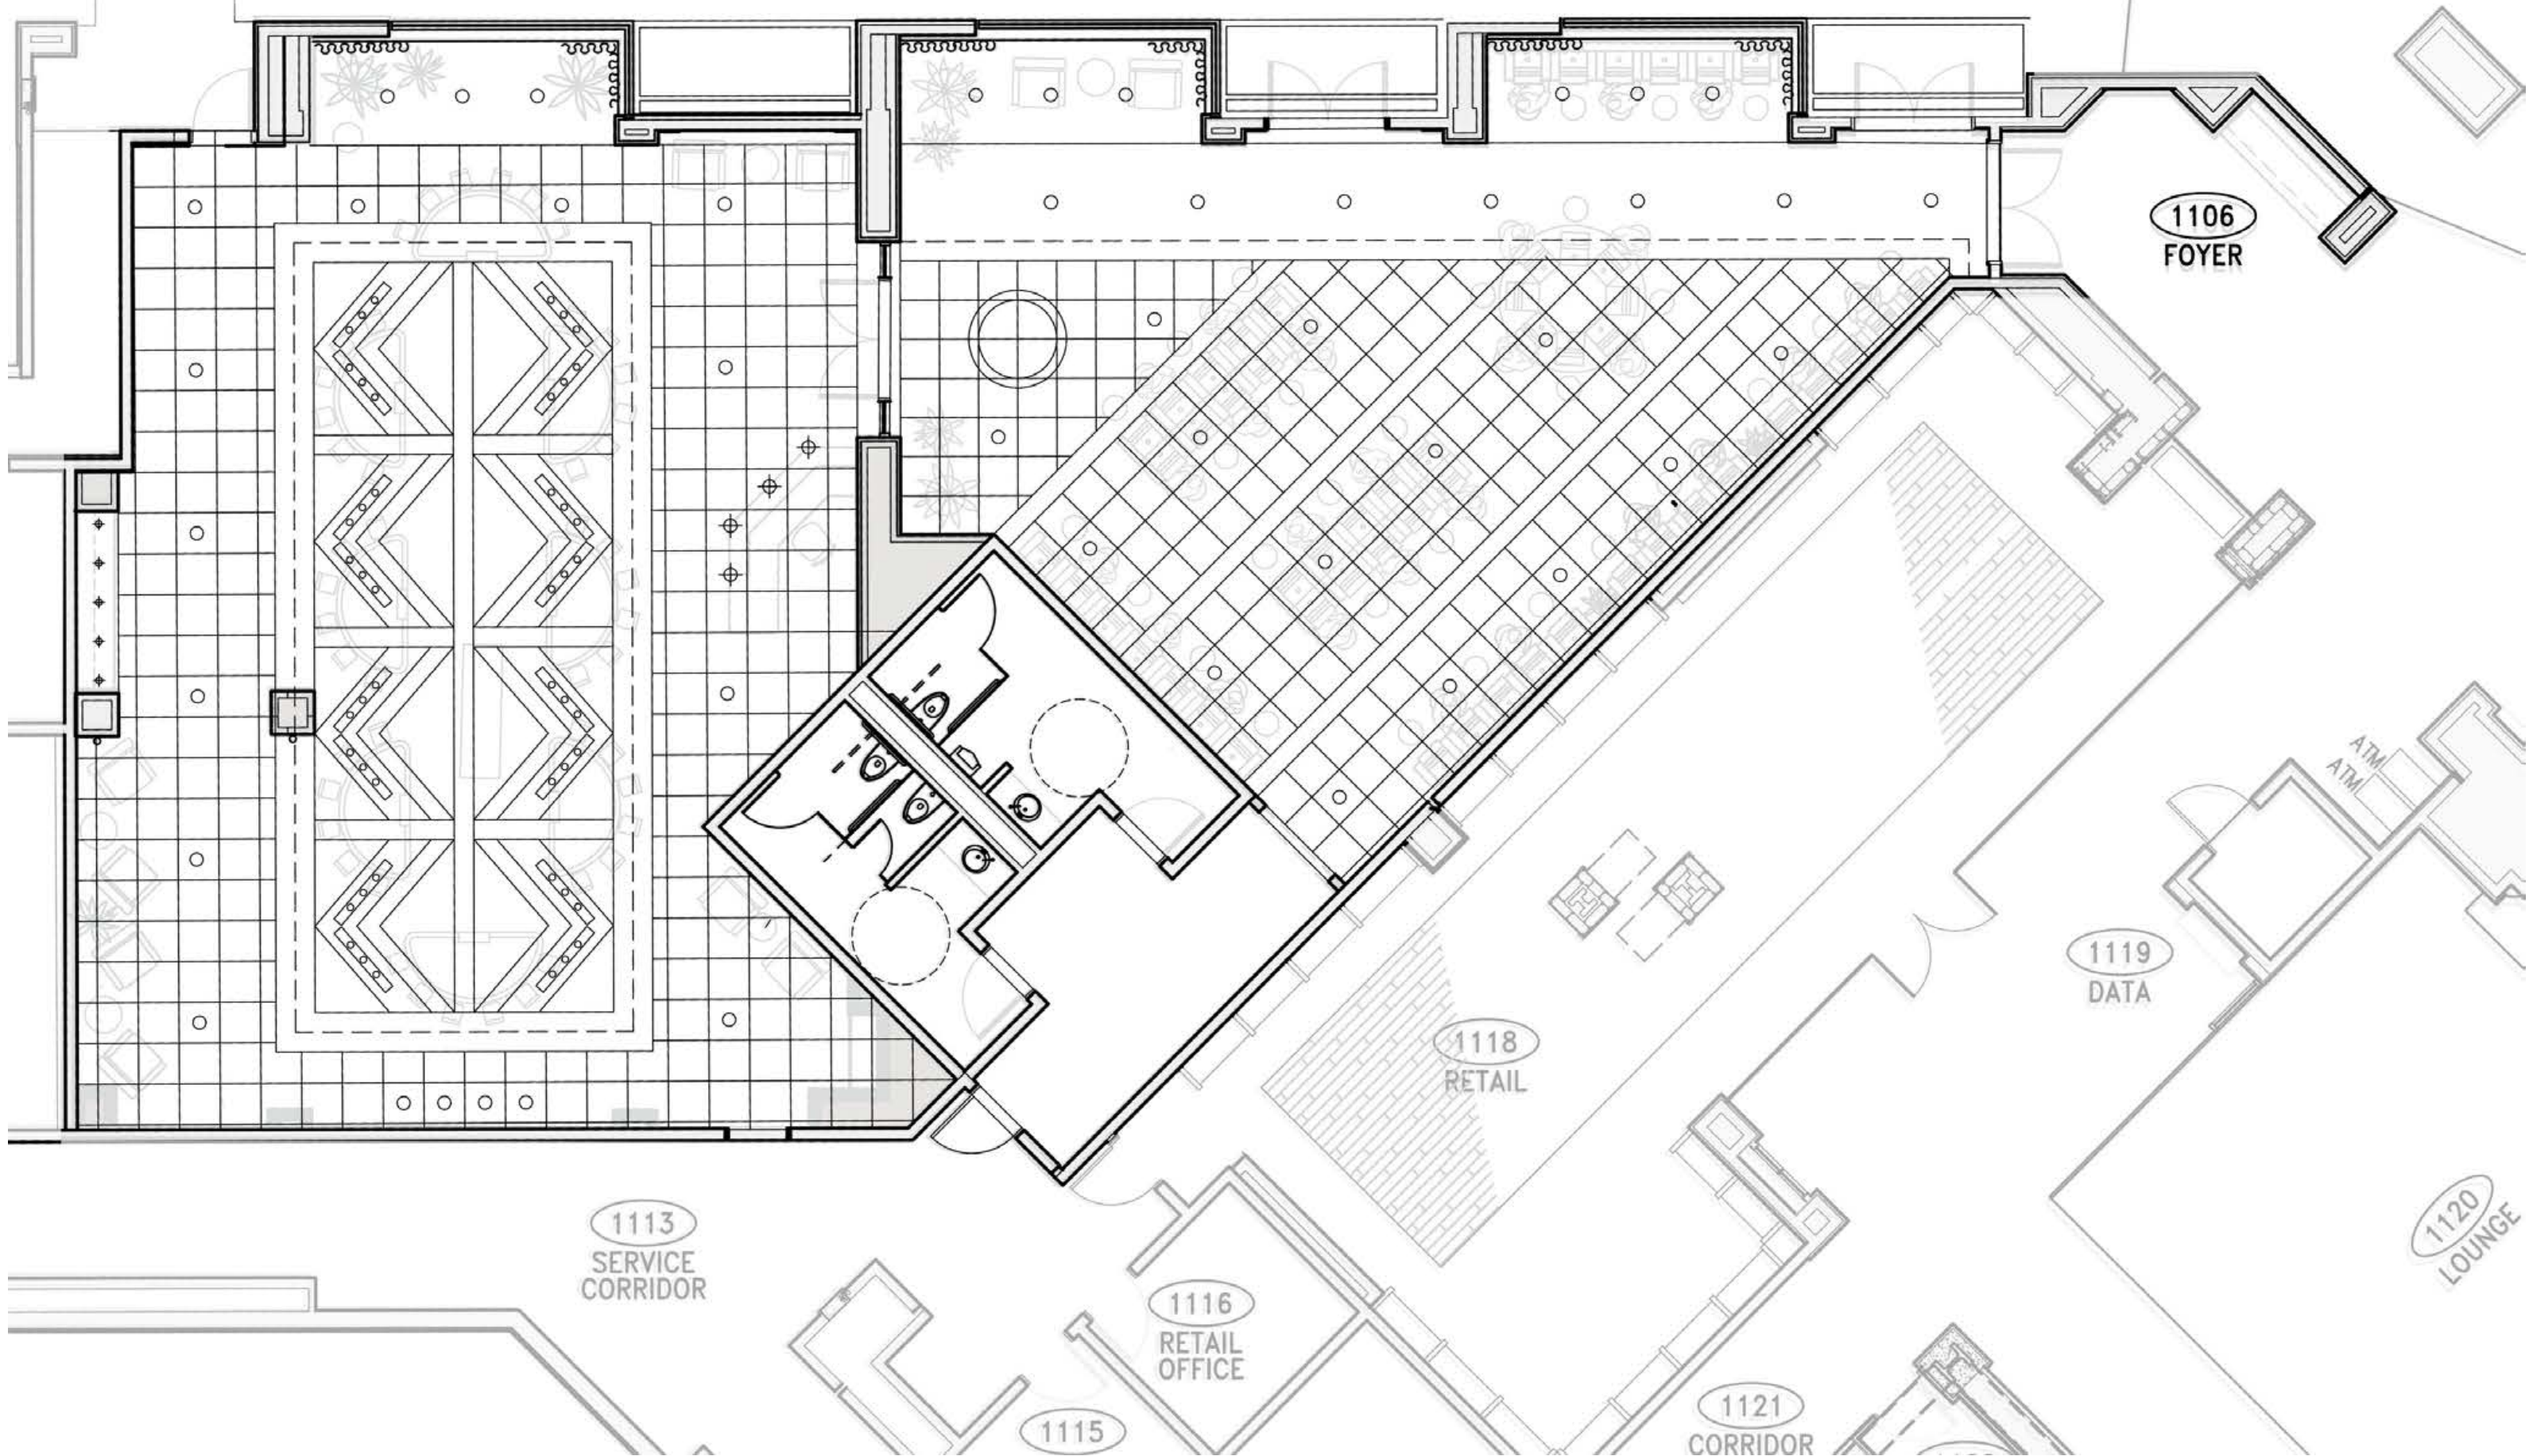 1106
FOYER
ATM
ATM
1119
DATA
1118
RETAIL
1120
LOUNGE
1113
SERVICE
CORRIDOR
1116
RETAIL
OFFICE
1121
CORRIDOR
1115